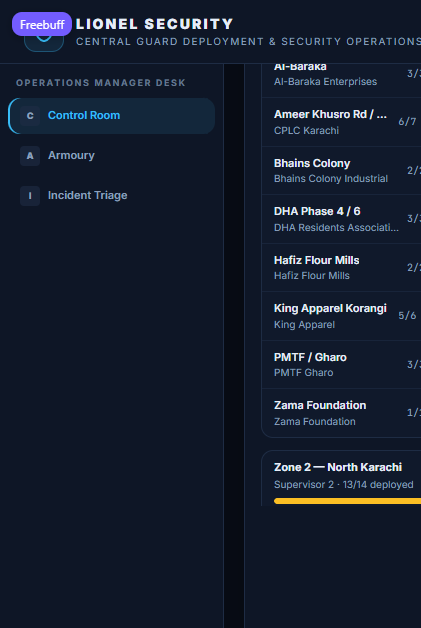 Freebuff
LIONEL SECURITY
CENTRAL GUARD DEPLOYMENT & SECURITY OPERATIONS
OPERATIONS MANAGER DESK
C Control Room
A Armoury
I Incident Triage
Al-Baraka
Al-Baraka Enterprises
3/
Ameer Khusro Rd / ...
CPLC Karachi
6/7
Bhains Colony
Bhains Colony Industrial
2/
DHA Phase 4 / 6
DHA Residents Associati...
3/
Hafiz Flour Mills
Hafiz Flour Mills
2/
King Apparel Korangi
King Apparel
5/6
PMTF / Gharo
PMTF Gharo
3/
Zama Foundation
Zama Foundation
1/
Zone 2 — North Karachi
Supervisor 2 · 13/14 deployed